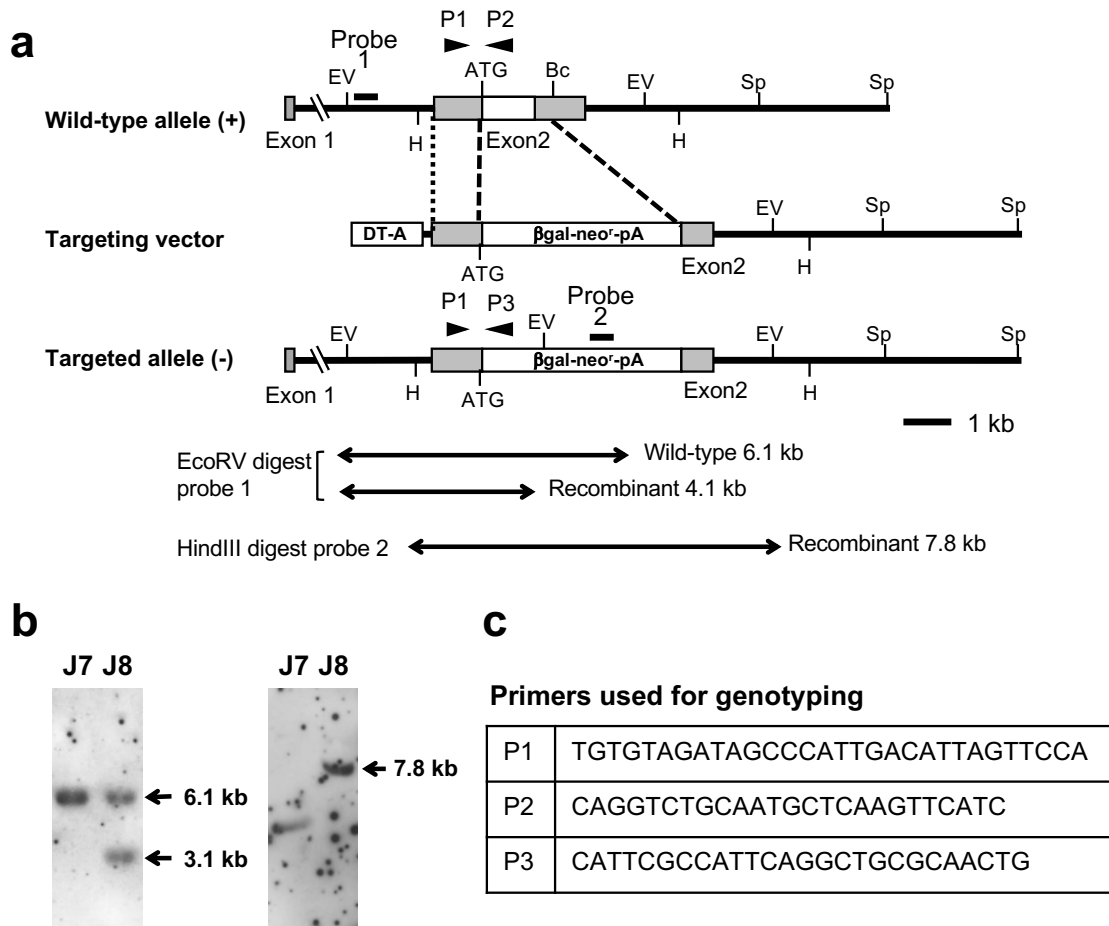 a
P1 P2
Probe 1
EV
ATG
Bc
EV
Sp
Sp
Wild-type allele (+)
Exon 1
H
Exon2
H
Targeting vector
DT-A
βgal-neoʳ-pA
EV
Sp
Sp
ATG
Exon2
H
P1 P3
Probe 2
EV
EV
EV
Sp
Sp
Targeted allele (-)
βgal-neoʳ-pA
Exon 1
H
ATG
Exon2
H
1 kb
EcoRV digest probe 1
Wild-type 6.1 kb
Recombinant 4.1 kb
HindIII digest probe 2
Recombinant 7.8 kb
b
J7 J8
6.1 kb
3.1 kb
J7 J8
7.8 kb
c
Primers used for genotyping
P1 TGTGTAGATAGCCCATTGACATTAGTTCCA
P2 CAGGTCTGCAATGCTCAAGTTCATC
P3 CATTCGCCATTCAGGCTGCGCAACTG